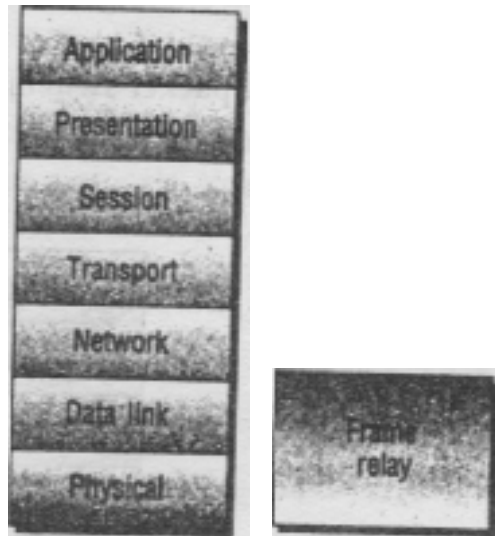 Application
Presentation
Session
Transport
Network
Data link
Physical
Frame
relay